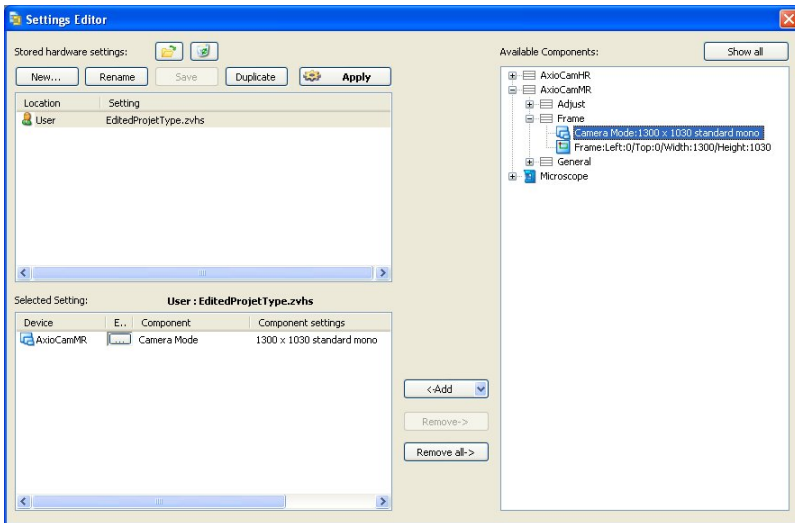 Settings Editor
Stored hardware settings:
New... Rename Save Duplicate Apply
Location Setting
User EditedProjetType.zvhs
Selected Setting: User : EditedProjetType.zvhs
Device E.. Component Component settings
AxioCamMR ... Camera Mode 1300 x 1030 standard mono
<-Add
Remove->
Remove all->
Available Components: Show all
AxioCamHR
AxioCamMR
Adjust
Frame
Camera Mode:1300 x 1030 standard mono
Frame:Left:0/Top:0/Width:1300/Height:1030
General
Microscope